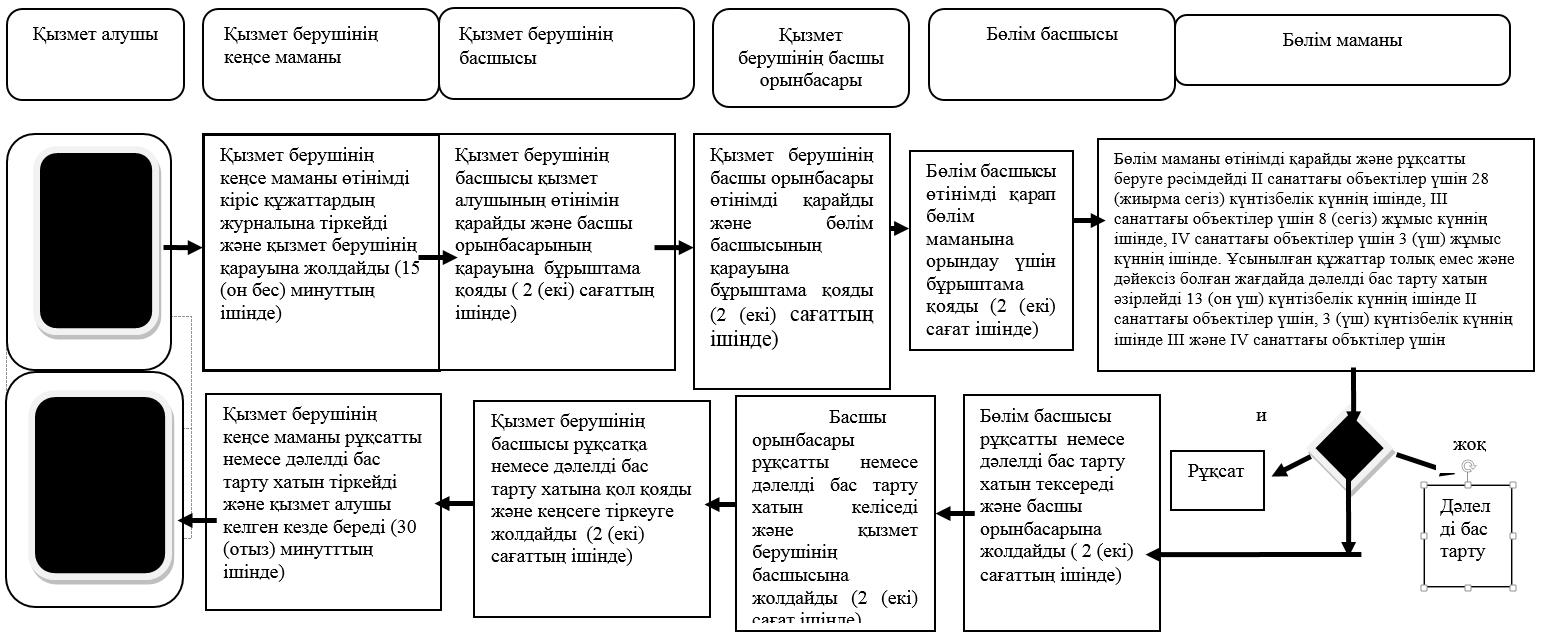 Қызмет алушы
Қызмет берушінің
кеңсе маманы
Қызмет берушінің
басшысы
Қызмет
берушінің басшы
орынбасары
Бөлім басшысы
Бөлім маманы
Қызмет берушінің
кеңсе маманы өтінімді
кіріс құжаттардың
журналына тіркейді
және қызмет берушінің
қарауына жолдайды (15
(он бес) минуттың
ішінде)
Қызмет берушінің
басшысы қызмет
алушының өтінімін
қарайды және басшы
орынбасарының
қарауына бұрыштама
қояды ( 2 (екі) сағаттың
ішінде)
Қызмет берушінің
басшы орынбасары
өтінімді қарайды
және бөлім
басшысының
қарауына
бұрыштама қояды
(2 (екі) сағаттың
ішінде)
Бөлім басшысы
өтінімді қарап
бөлім
маманына
орындау үшін
бұрыштама
қояды (2 (екі)
сағат ішінде)
Бөлім маманы өтінімді қарайды және рұқсатты
беруге рәсімдейді II санаттағы объектілер үшін 28
(жиырма сегіз) күнтізбелік күннің ішінде, III
санаттағы объектілер үшін 8 (сегіз) жұмыс күннің
ішінде, IV санаттағы объектілер үшін 3 (үш) жұмыс
күннің ішінде. Ұсынылған құжаттар толық емес және
дәйексіз болған жағдайда дәлелді бас тарту хатын
әзірлейді 13 (он үш) күнтізбелік күннің ішінде II
санаттағы объектілер үшін, 3 (үш) күнтізбелік күннің
ішінде III және IV санаттағы объктілер үшін
Қызмет берушінің
кеңсе маманы рұқсатты
немесе дәлелді бас
тарту хатын тіркейді
және қызмет алушы
келген кезде береді (30
(отыз) минутттың
ішінде)
Қызмет берушінің
басшысы рұқсатқа
немесе дәлелді бас
тарту хатына қол қояды
және кеңсеге тіркеуге
жолдайды (2 (екі)
сағаттың ішінде)
Басшы
орынбасары
рұқсатты немесе
дәлелді бас тарту
хатын келіседі
және қызмет
берушінің
басшысына
жолдайды (2 (екі)
сағат ішінде)
Бөлім басшысы
рұқсатты немесе
дәлелді бас тарту
хатын тексереді
және басшы
орынбасарына
жолдайды ( 2 (екі)
сағаттың ішінде)
и
жоқ
Рұқсат
Дәлел
ді бас
тарту